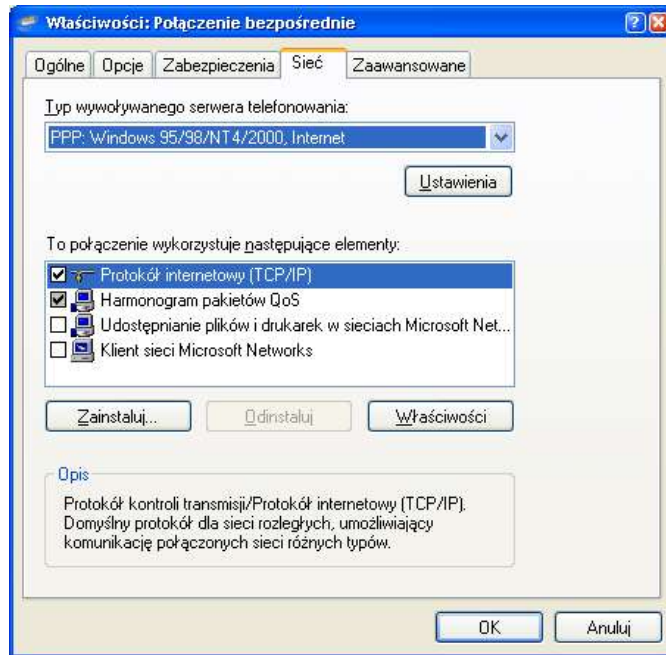 Właściwości: Połączenie bezpośrednie
Ogólne Opcje Zabezpieczenia Sieć Zaawansowane
Typ wywoływanego serwera telefonowania:
PPP: Windows 95/98/NT4/2000, Internet
Ustawienia
To połączenie wykorzystuje następujące elementy:
Protokół internetowy (TCP/IP)
Harmonogram pakietów QoS
Udostępnianie plików i drukarek w sieciach Microsoft Net...
Klient sieci Microsoft Networks
Zainstaluj... Odinstaluj Właściwości
Opis
Protokół kontroli transmisji/Protokół internetowy (TCP/IP).
Domyślny protokół dla sieci rozległych, umożliwiający
komunikację połączonych sieci różnych typów.
OK Anuluj